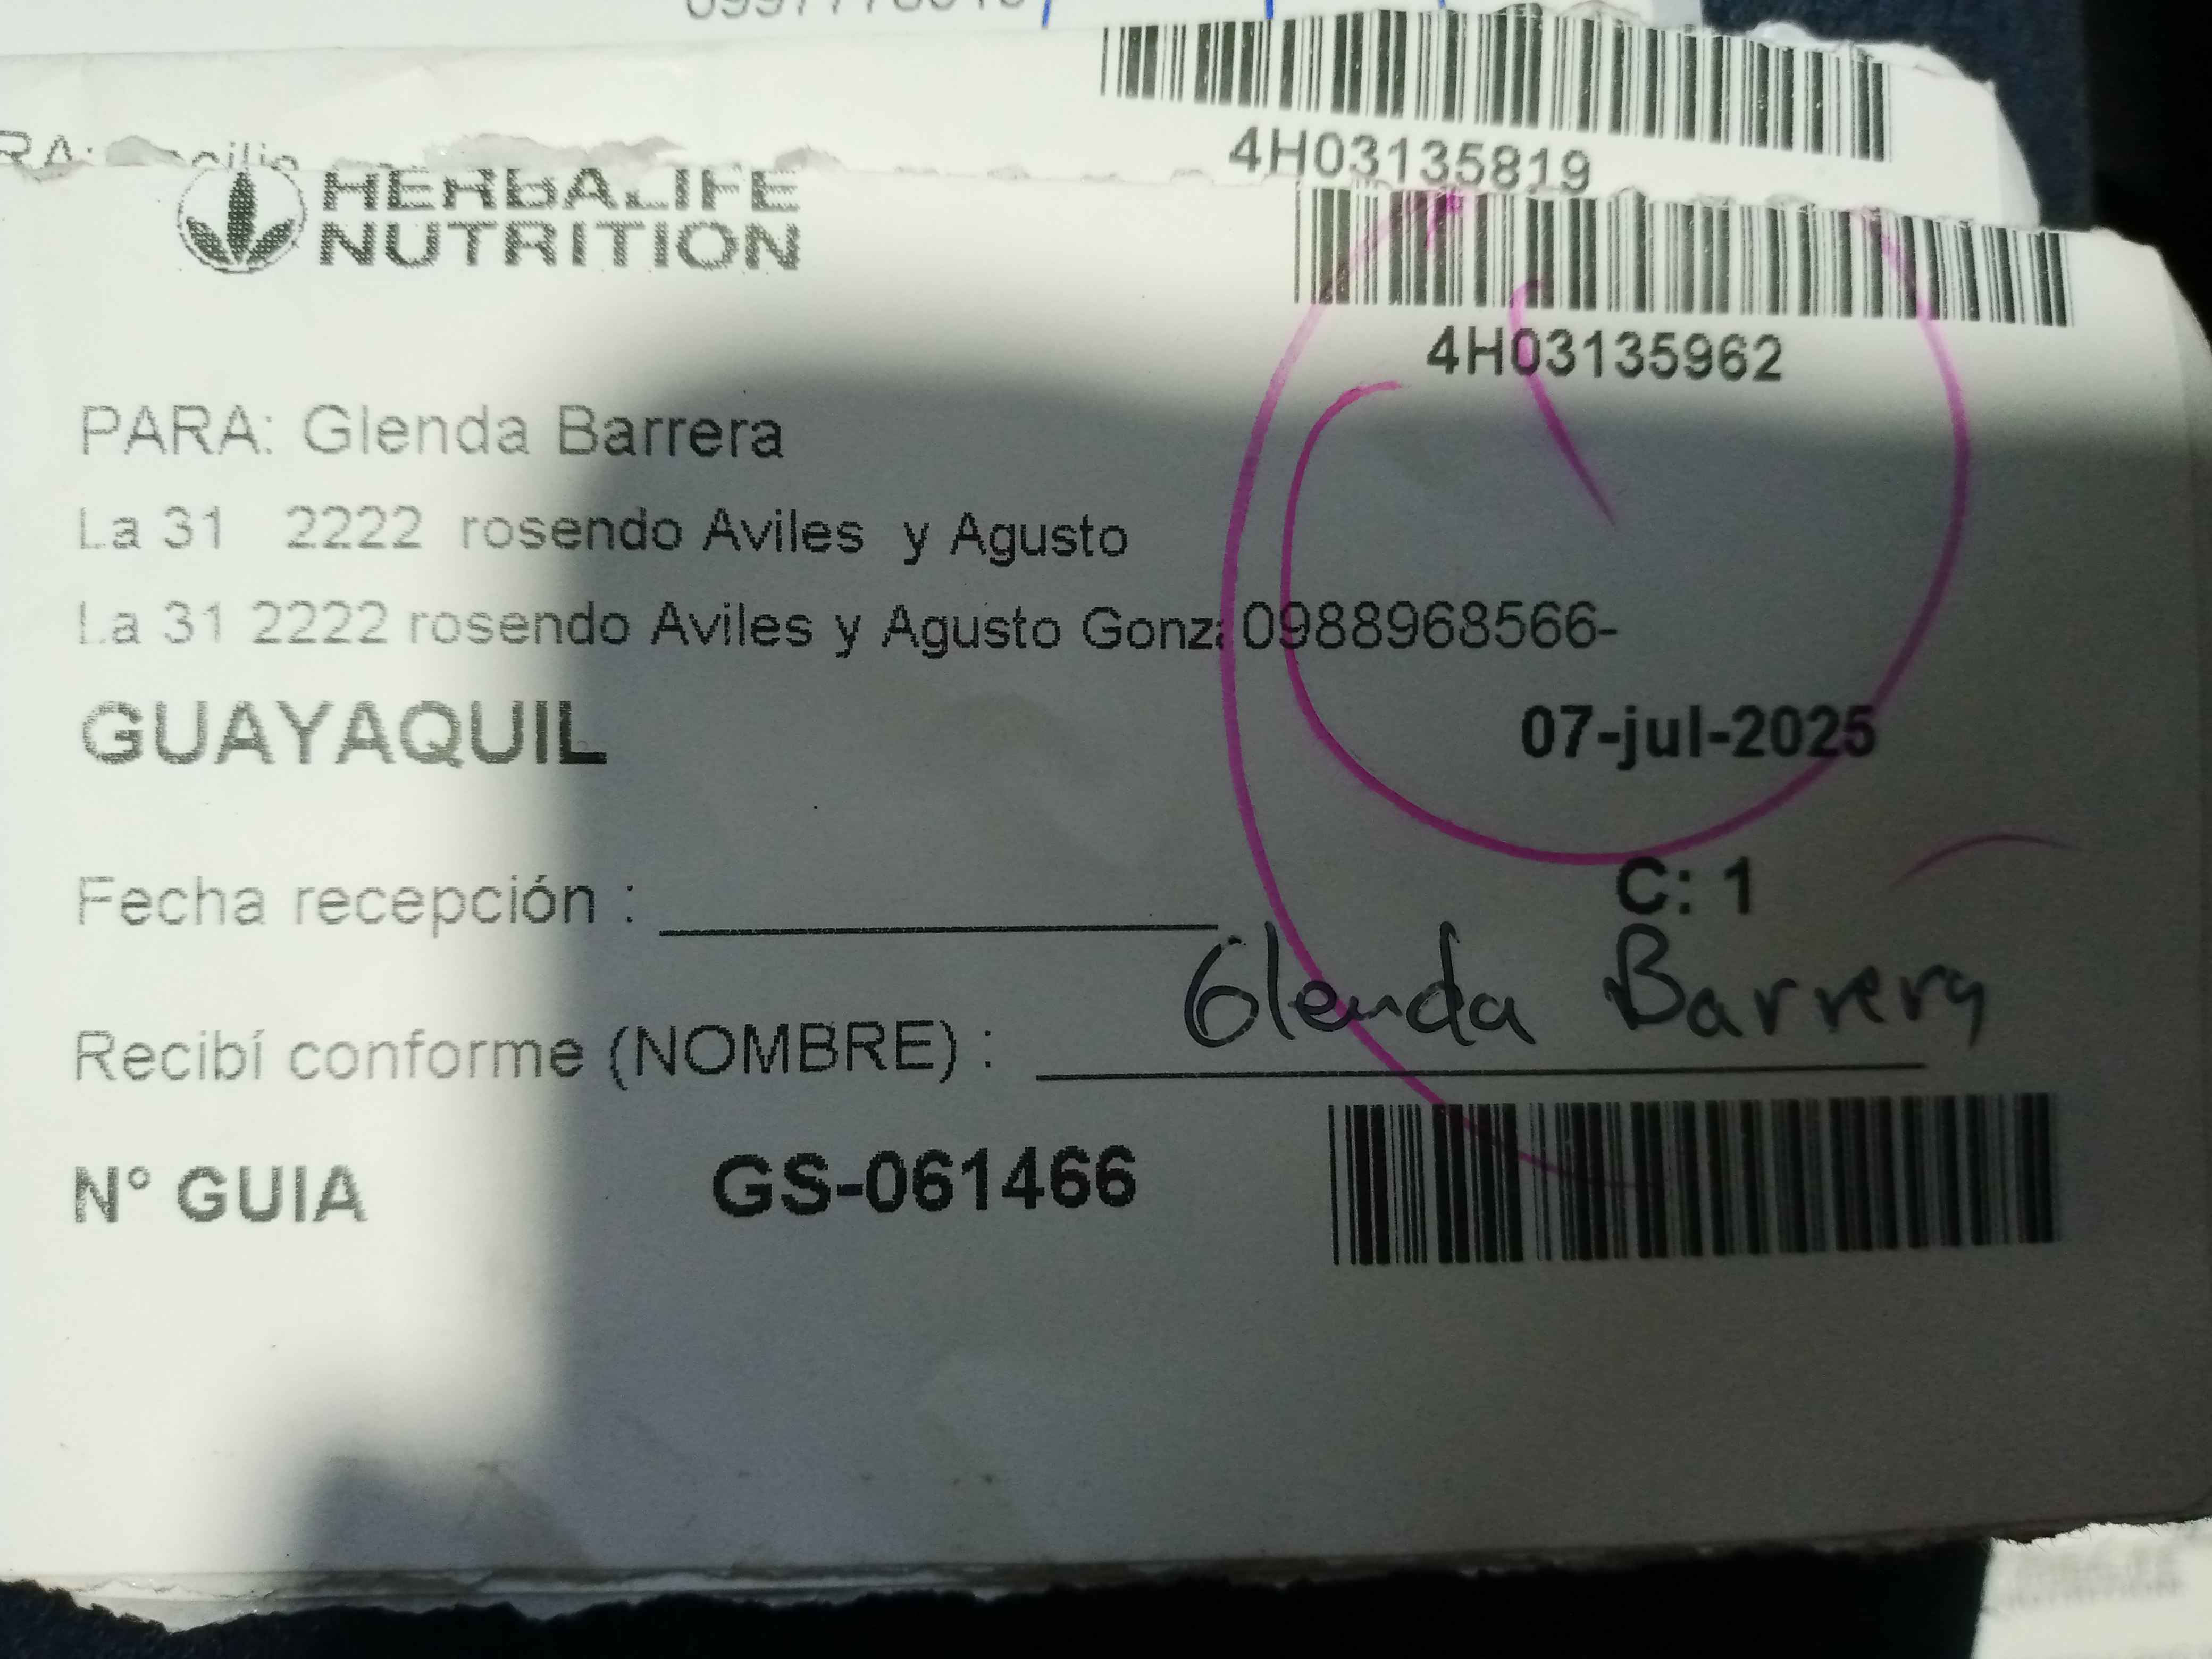 4H03135819
HERBALIFE
NUTRITION
4H03135962
PARA: Glenda Barrera
La 31 2222 rosendo Aviles y Agusto
La 31 2222 rosendo Aviles y Agusto Gonz 0988968566-
GUAYAQUIL
07-jul-2025
C: 1
Fecha recepción :
Glenda Barrera
Recibí conforme (NOMBRE) :
N° GUIA GS-061466